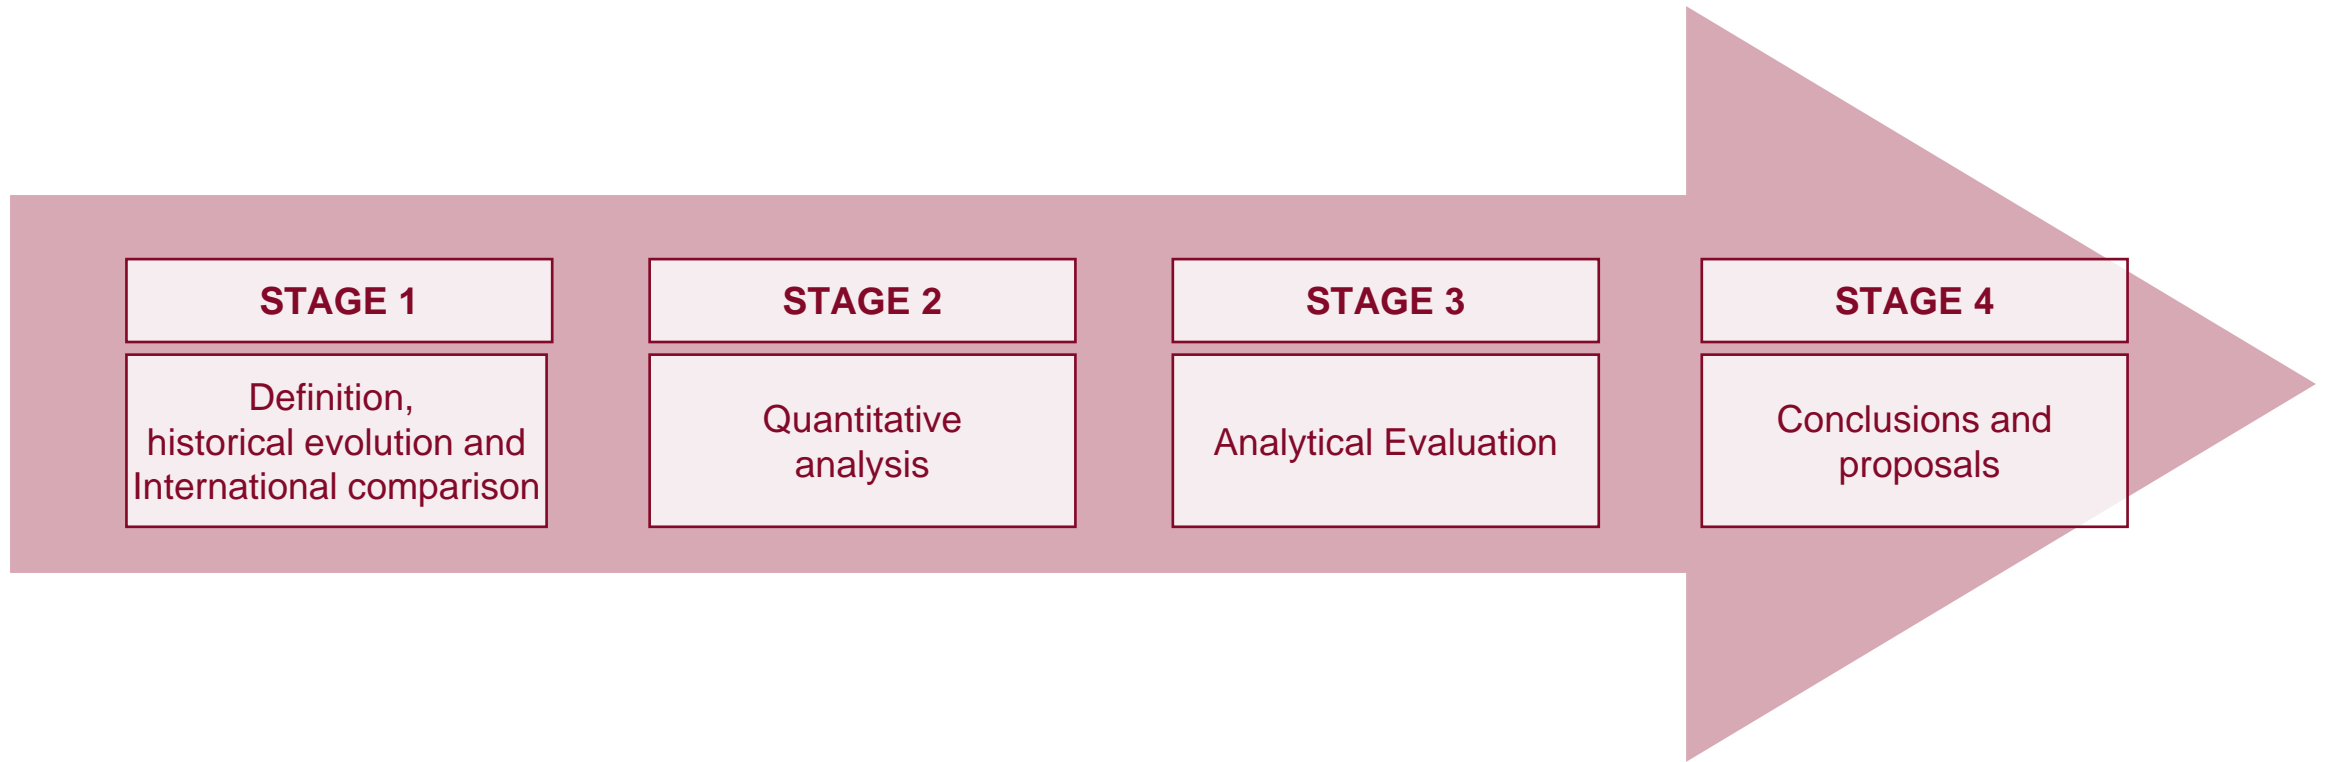 STAGE 1
Definition,
historical evolution and
International comparison
STAGE 2
Quantitative
analysis
STAGE 3
Analytical Evaluation
STAGE 4
Conclusions and
proposals